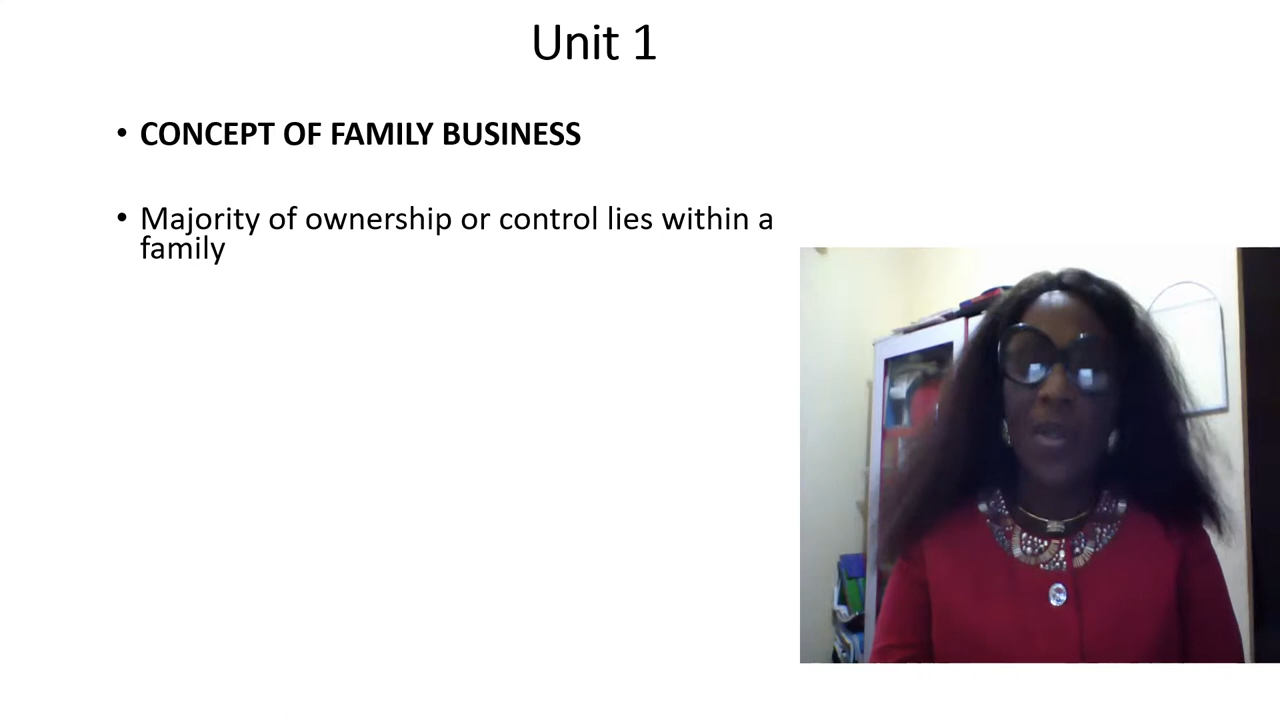 Unit 1
• CONCEPT OF FAMILY BUSINESS
• Majority of ownership or control lies within a
family